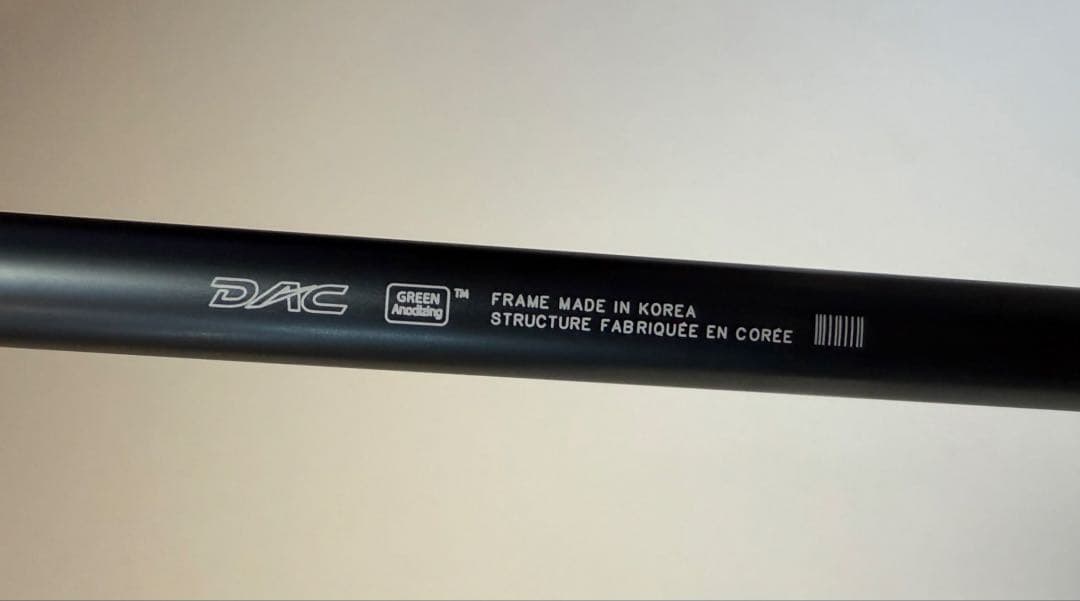 DAC
GREEN
Anodizing
TM
FRAME MADE IN KOREA
STRUCTURE FABRIQUÉE EN CORÉE